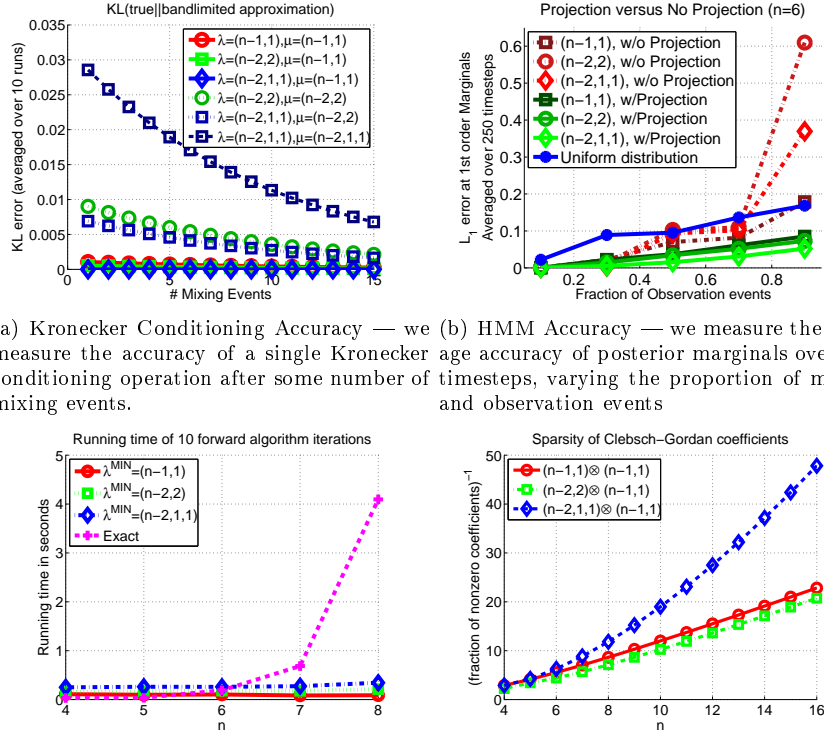 KL(true||bandlimited approximation)
0.035
0.03
0.025
0.02
0.015
0.01
0.005
0
0
5
10
15
KL error (averaged over 10 runs)
# Mixing Events
λ=(n−1,1),μ=(n−1,1)
λ=(n−2,2),μ=(n−1,1)
λ=(n−2,1,1),μ=(n−1,1)
λ=(n−2,2),μ=(n−2,2)
λ=(n−2,1,1),μ=(n−2,2)
λ=(n−2,1,1),μ=(n−2,1,1)
Projection versus No Projection (n=6)
0.6
0.5
0.4
0.3
0.2
0.1
0
0.2
0.4
0.6
0.8
L1 error at 1st order Marginals
Averaged over 250 timesteps
Fraction of Observation events
(n−1,1), w/o Projection
(n−2,2), w/o Projection
(n−2,1,1), w/o Projection
(n−1,1), w/Projection
(n−2,2), w/Projection
(n−2,1,1), w/Projection
Uniform distribution
a) Kronecker Conditioning Accuracy — we
measure the accuracy of a single Kronecker
conditioning operation after some number of
mixing events.
(b) HMM Accuracy — we measure the
age accuracy of posterior marginals ove
timesteps, varying the proportion of m
and observation events
Running time of 10 forward algorithm iterations
5
4
3
2
1
0
4
5
6
7
8
Running time in seconds
n
λMIN=(n−1,1)
λMIN=(n−2,2)
λMIN=(n−2,1,1)
Exact
Sparsity of Clebsch−Gordan coefficients
50
40
30
20
10
0
4
6
8
10
12
14
16
(fraction of nonzero coefficients)−1
n
(n−1,1)⊗ (n−1,1)
(n−2,2)⊗ (n−1,1)
(n−2,1,1)⊗ (n−1,1)